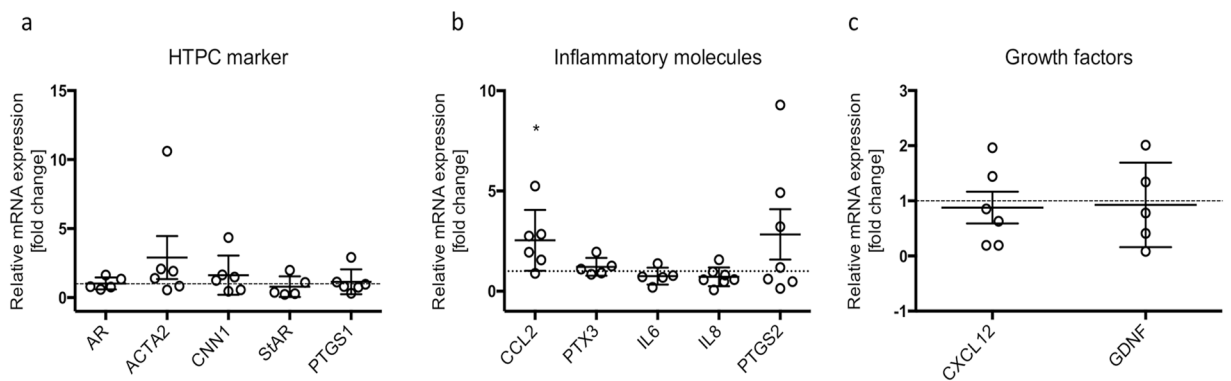 a
HTPC marker
Relative mRNA expression
[fold change]
15
10
5
0
AR
ACTA2
CNN1
StAR
PTGS1
b
Inflammatory molecules
Relative mRNA expression
[fold change]
10
5
0
*
CCL2
PTX3
IL6
IL8
PTGS2
c
Growth factors
Relative mRNA expression
[fold change]
3
2
1
0
-1
CXCL12
GDNF